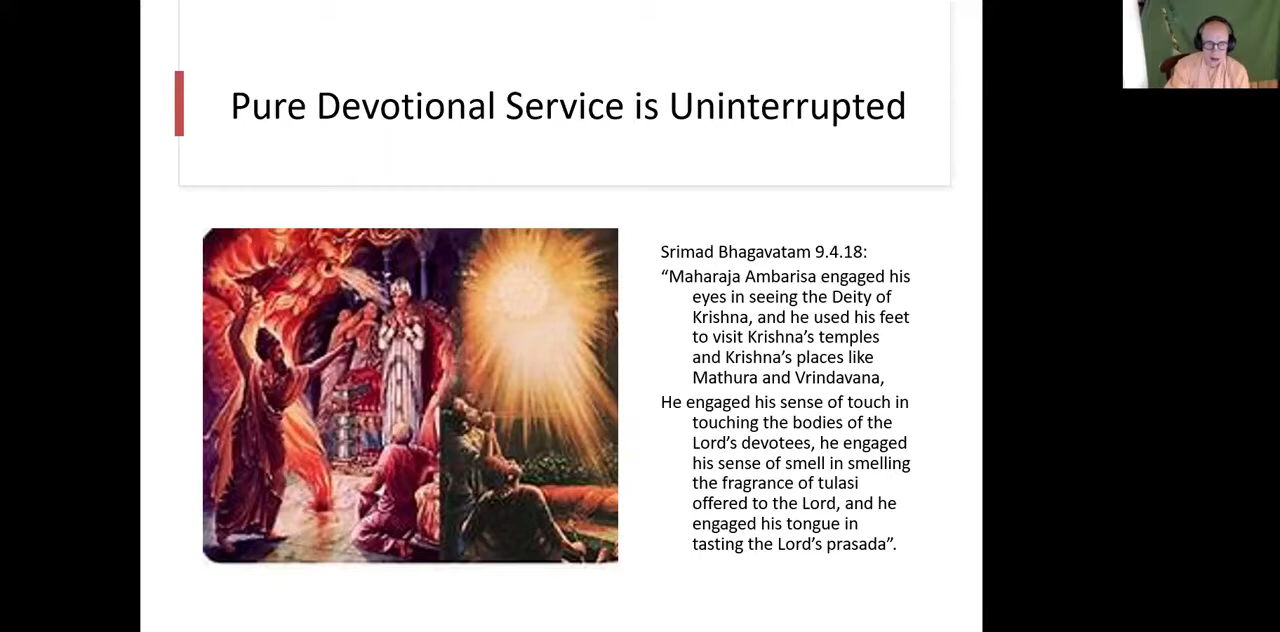 Pure Devotional Service is Uninterrupted
Srimad Bhagavatam 9.4.18:
“Maharaja Ambarisa engaged his
eyes in seeing the Deity of
Krishna, and he used his feet
to visit Krishna’s temples
and Krishna’s places like
Mathura and Vrindavana,
He engaged his sense of touch in
touching the bodies of the
Lord’s devotees, he engaged
his sense of smell in smelling
the fragrance of tulasi
offered to the Lord, and he
engaged his tongue in
tasting the Lord’s prasada”.